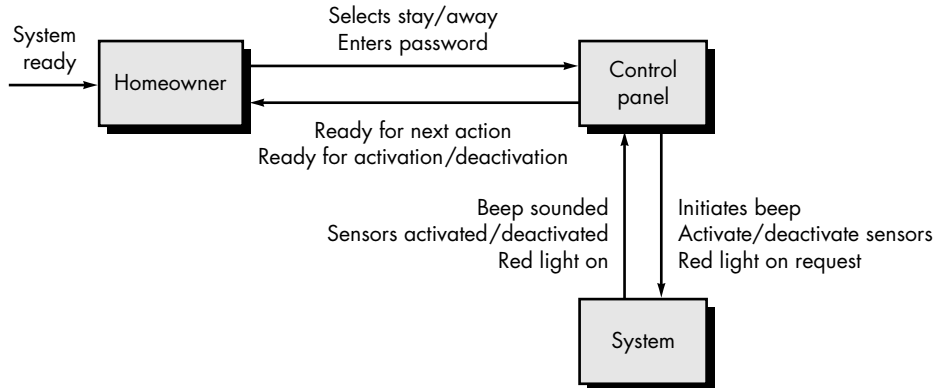 Selects stay/away
Enters password
System
ready
Homeowner
Control
panel
Ready for next action
Ready for activation/deactivation
Beep sounded
Sensors activated/deactivated
Red light on
Initiates beep
Activate/deactivate sensors
Red light on request
System